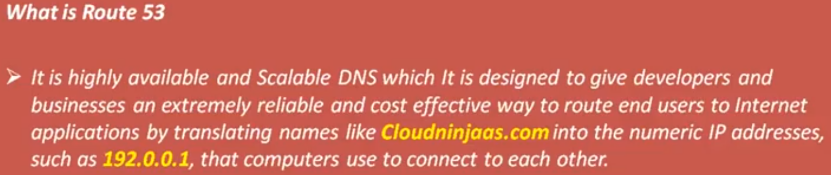 What is Route 53
➢ It is highly available and Scalable DNS which It is designed to give developers and
businesses an extremely reliable and cost effective way to route end users to Internet
applications by translating names like Cloudninjaas.com into the numeric IP addresses,
such as 192.0.0.1, that computers use to connect to each other.